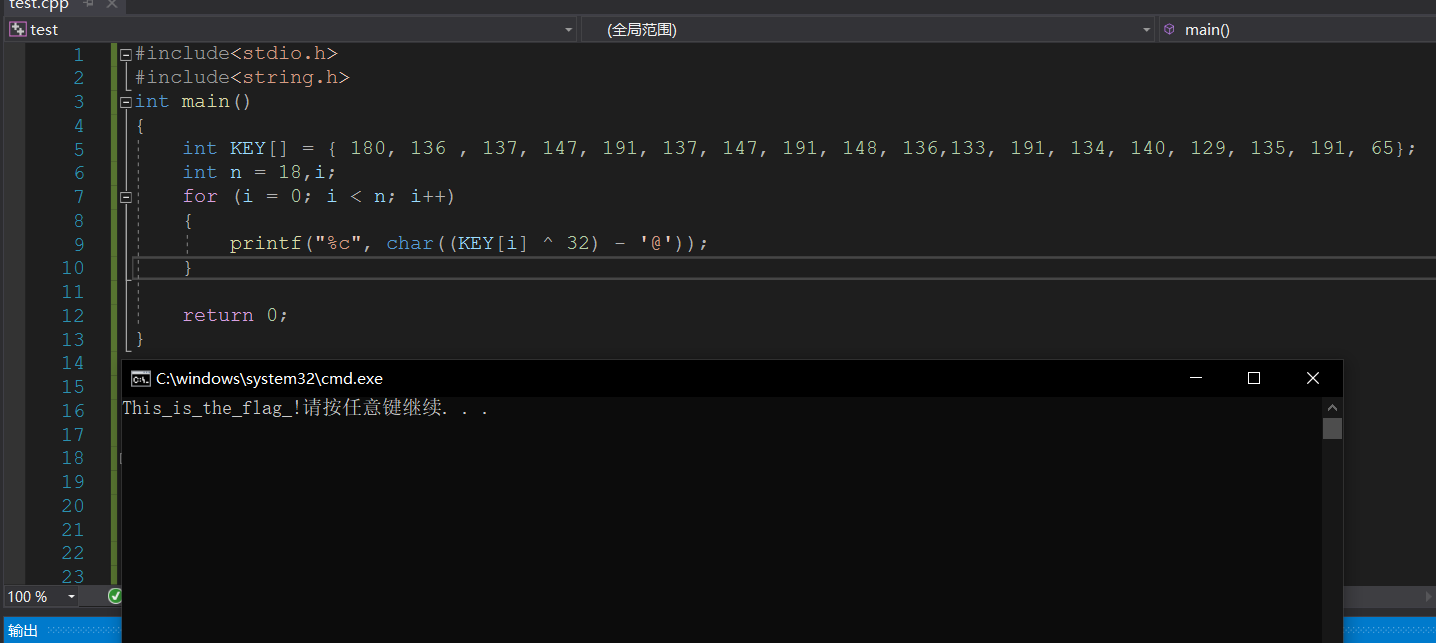 test.cpp
test (全局范围) main()
1 #include<stdio.h>
2 #include<string.h>
3 int main()
4 {
5 int KEY[] = { 180, 136 , 137, 147, 191, 137, 147, 191, 148, 136,133, 191, 134, 140, 129, 135, 191, 65};
6 int n = 18,i;
7 for (i = 0; i < n; i++)
8 {
9 printf("%c", char((KEY[i] ^ 32) - '@'));
10 }
11
12 return 0;
13 }
14
C:\windows\system32\cmd.exe
15
16 This_is_the_flag_!请按任意键继续. . .
17
18
19
20
21
22
23
100 %
输出